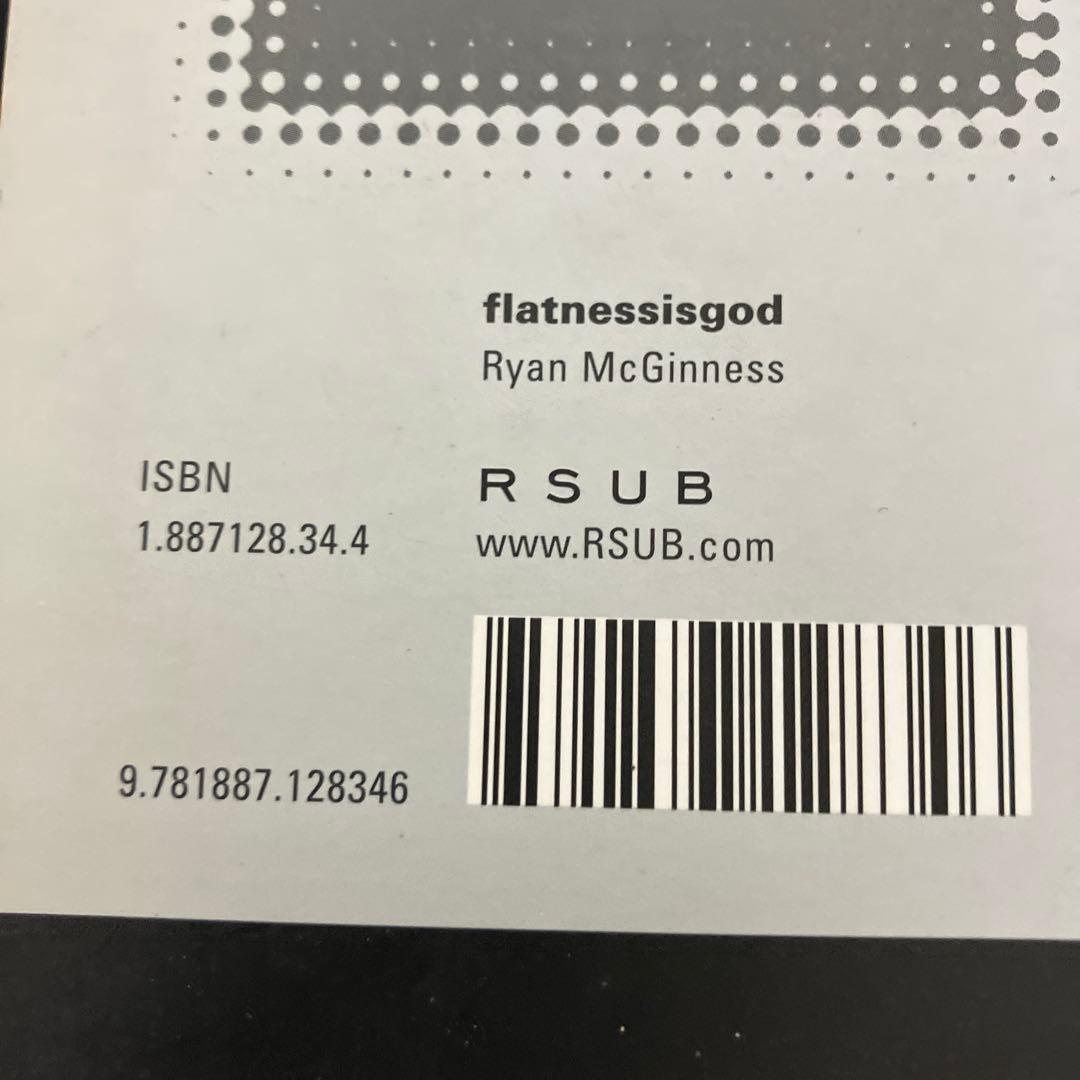 flatnessisgod
Ryan McGinness
ISBN
1.887128.34.4
R S U B
www.RSUB.com
9.781887.128346